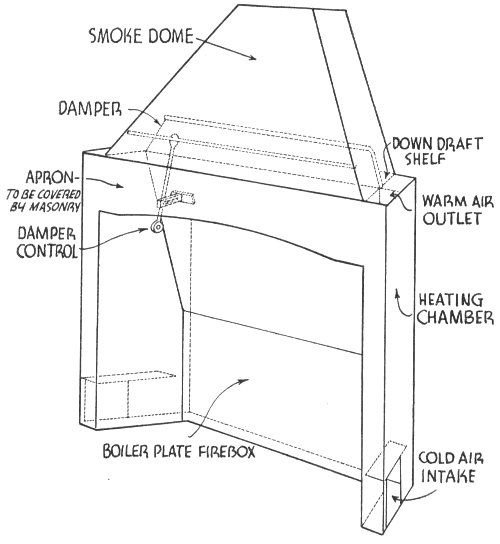 SMOKE DOME
DAMPER
DOWN DRAFT
SHELF
APRON-
TO BE COVERED
BY MASONRY
WARM AIR
OUTLET
DAMPER
CONTROL
HEATING
CHAMBER
BOILER PLATE FIREBOX
COLD AIR
INTAKE